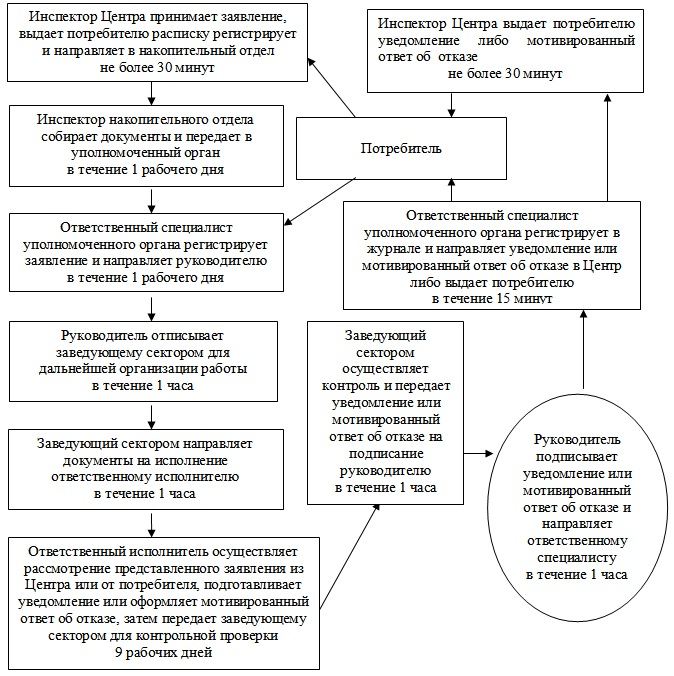 Инспектор Центра принимает заявление,
выдает потребителю расписку регистрирует
и направляет в накопительный отдел
не более 30 минут
Инспектор накопительного отдела
собирает документы и передает в
уполномоченный орган
в течение 1 рабочего дня
Ответственный специалист
уполномоченного органа регистрирует
заявление и направляет руководителю
в течение 1 рабочего дня
Руководитель отписывает
заведующему сектором для
дальнейшей организации работы
в течение 1 часа
Заведующий сектором направляет
документы на исполнение
ответственному исполнителю
в течение 1 часа
Ответственный исполнитель осуществляет
рассмотрение представленного заявления из
Центра или от потребителя, подготавливает
уведомление или оформляет мотивированный
ответ об отказе, затем передает заведующему
сектором для контрольной проверки
9 рабочих дней
Заведующий
сектором
осуществляет
контроль и передает
уведомление или
мотивированный
ответ об отказе на
подписание
руководителю
в течение 1 часа
Руководитель
подписывает
уведомление или
мотивированный
ответ об отказе и
направляет
ответственному
специалисту
в течение 1 часа
Ответственный специалист
уполномоченного органа регистрирует в
журнале и направляет уведомление или
мотивированный ответ об отказе в Центр
либо выдает потребителю
в течение 15 минут
Потребитель
Инспектор Центра выдает потребителю
уведомление либо мотивированный
ответ об отказе
не более 30 минут